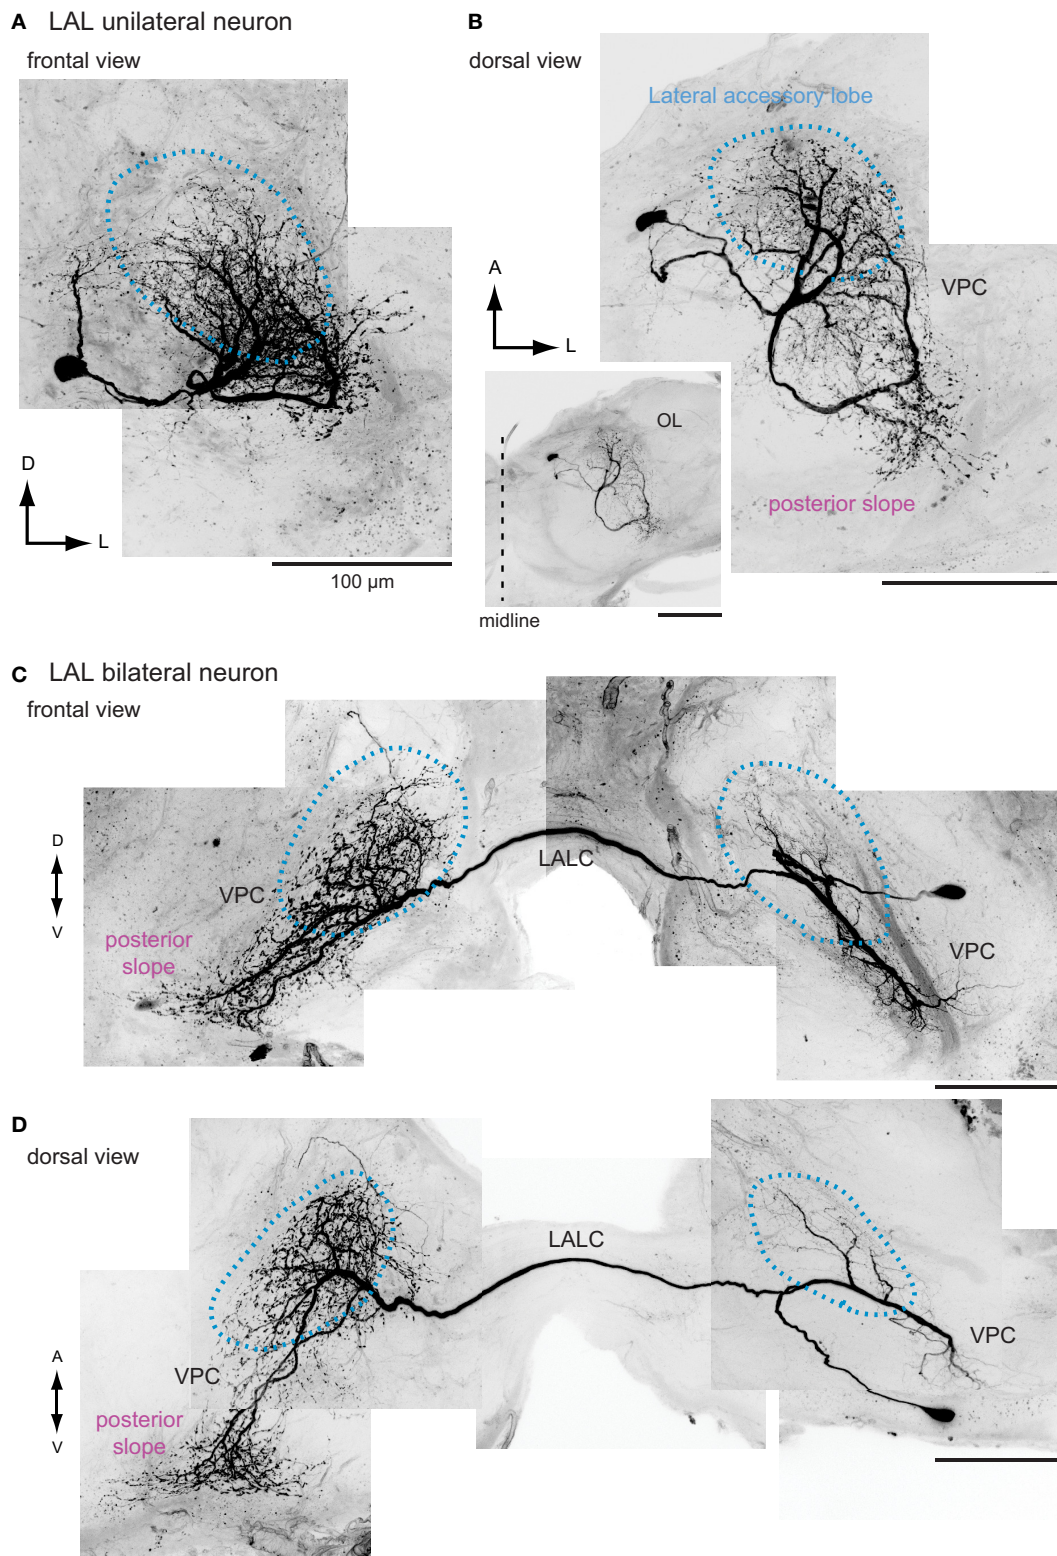 A LAL unilateral neuron
frontal view
D
L
100 µm
B
dorsal view
Lateral accessory lobe
A
L
VPC
OL
posterior slope
midline
C LAL bilateral neuron
frontal view
D
V
VPC
LALC
posterior
slope
VPC
D
dorsal view
LALC
VPC
VPC
A
V
posterior
slope